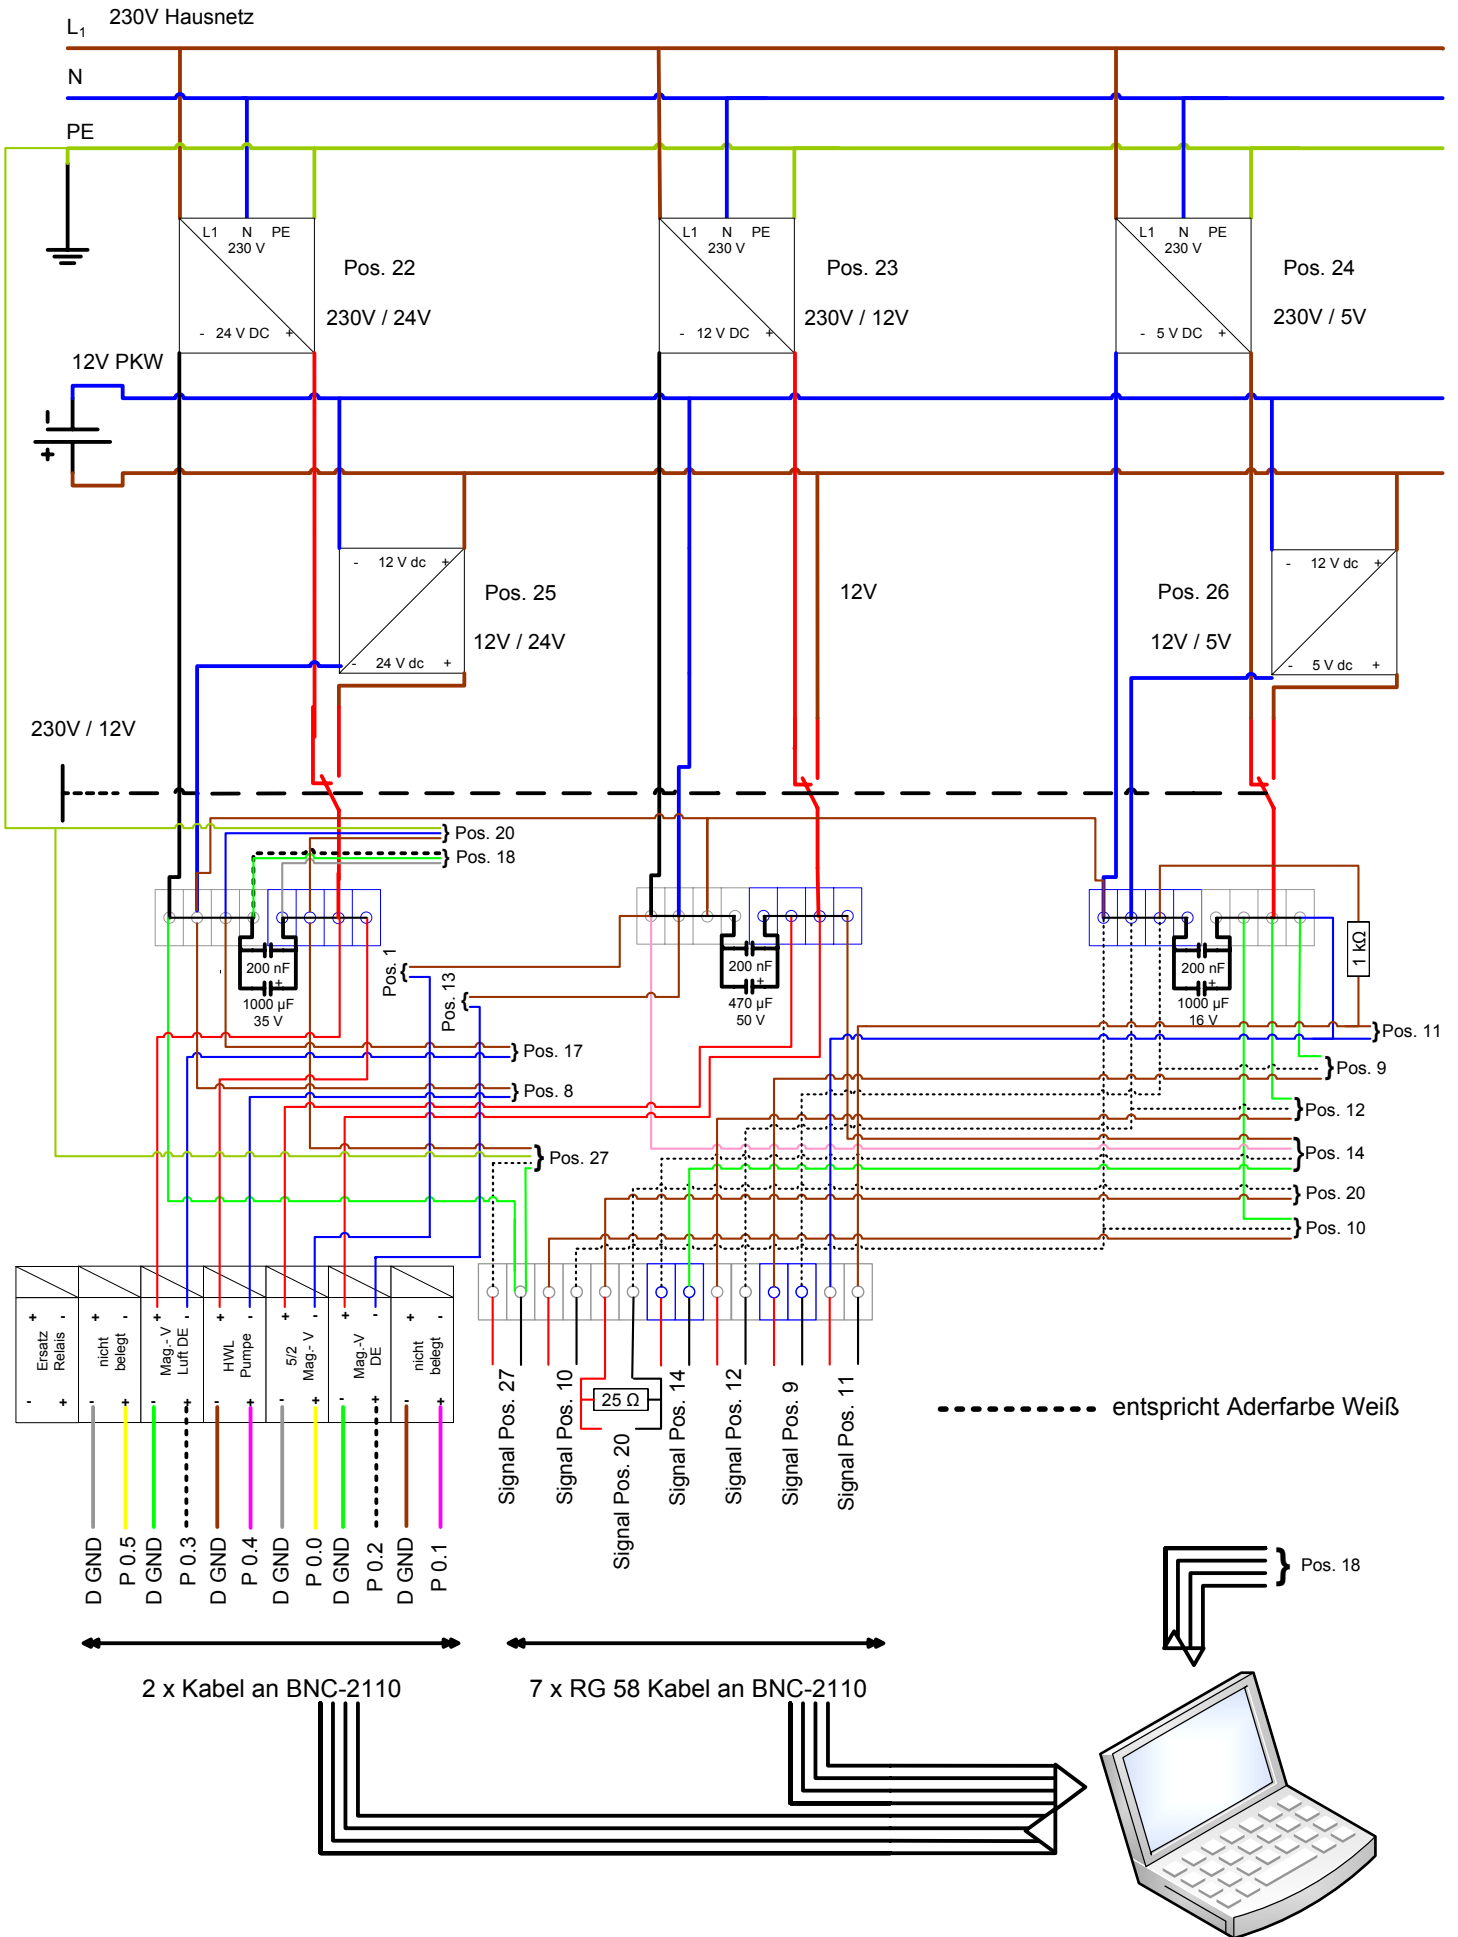 230V Hausnetz
L1
N
PE
L1 N PE
230 V
- 24 V DC +
Pos. 22
230V / 24V
L1 N PE
230 V
- 12 V DC +
Pos. 23
230V / 12V
L1 N PE
230 V
- 5 V DC +
Pos. 24
230V / 5V
12V PKW
-
+
- 12 V dc +
- 24 V dc +
Pos. 25
12V / 24V
12V
Pos. 26
12V / 5V
- 12 V dc +
- 5 V dc +
230V / 12V
Pos. 20
Pos. 18
200 nF
+
1000 µF
35 V
Pos. 1
Pos. 13
200 nF
+
470 µF
50 V
200 nF
+
1000 µF
16 V
1 kΩ
Pos. 11
Pos. 17
Pos. 9
Pos. 8
Pos. 12
Pos. 14
Pos. 27
Pos. 20
Pos. 10
+ -
Ersatz
Relais
- +
+ -
nicht
belegt
- +
+ -
Mag.- V
Luft DE
- +
+ -
HWL
Pumpe
- +
+ -
5/2
Mag.- V
- +
+ -
Mag.-V
DE
- +
+ -
nicht
belegt
- +
D GND
P 0.5
D GND
P 0.3
D GND
P 0.4
D GND
P 0.0
D GND
P 0.2
D GND
P 0.1
Signal Pos. 27
Signal Pos. 10
25 Ω
Signal Pos. 20
Signal Pos. 14
Signal Pos. 12
Signal Pos. 9
Signal Pos. 11
entspricht Aderfarbe Weiß
Pos. 18
2 x Kabel an BNC-2110
7 x RG 58 Kabel an BNC-2110